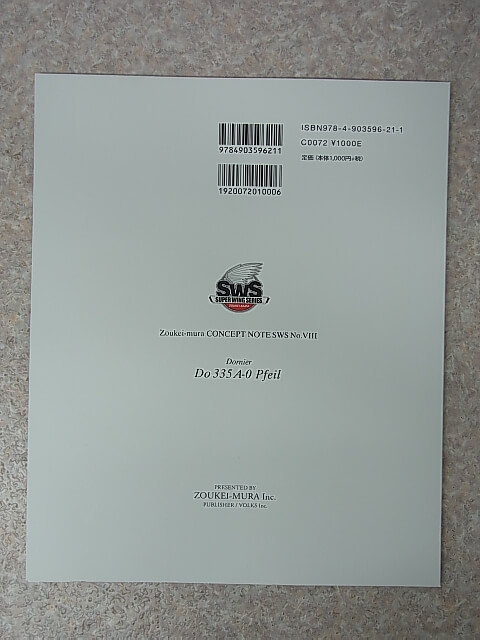 ISBN978-4-903596-21-1
C0072 ¥1000E
定価(本体1,000円+税)
9784903596211
1920072010006
SWS
SUPER WING SERIES
Zoukei-mura CONCEPT NOTE SWS No.VIII
Dornier
Do 335 A-0 Pfeil
PRESENTED BY
ZOUKEI-MURA Inc.
PUBLISHER / VOLKS Inc.